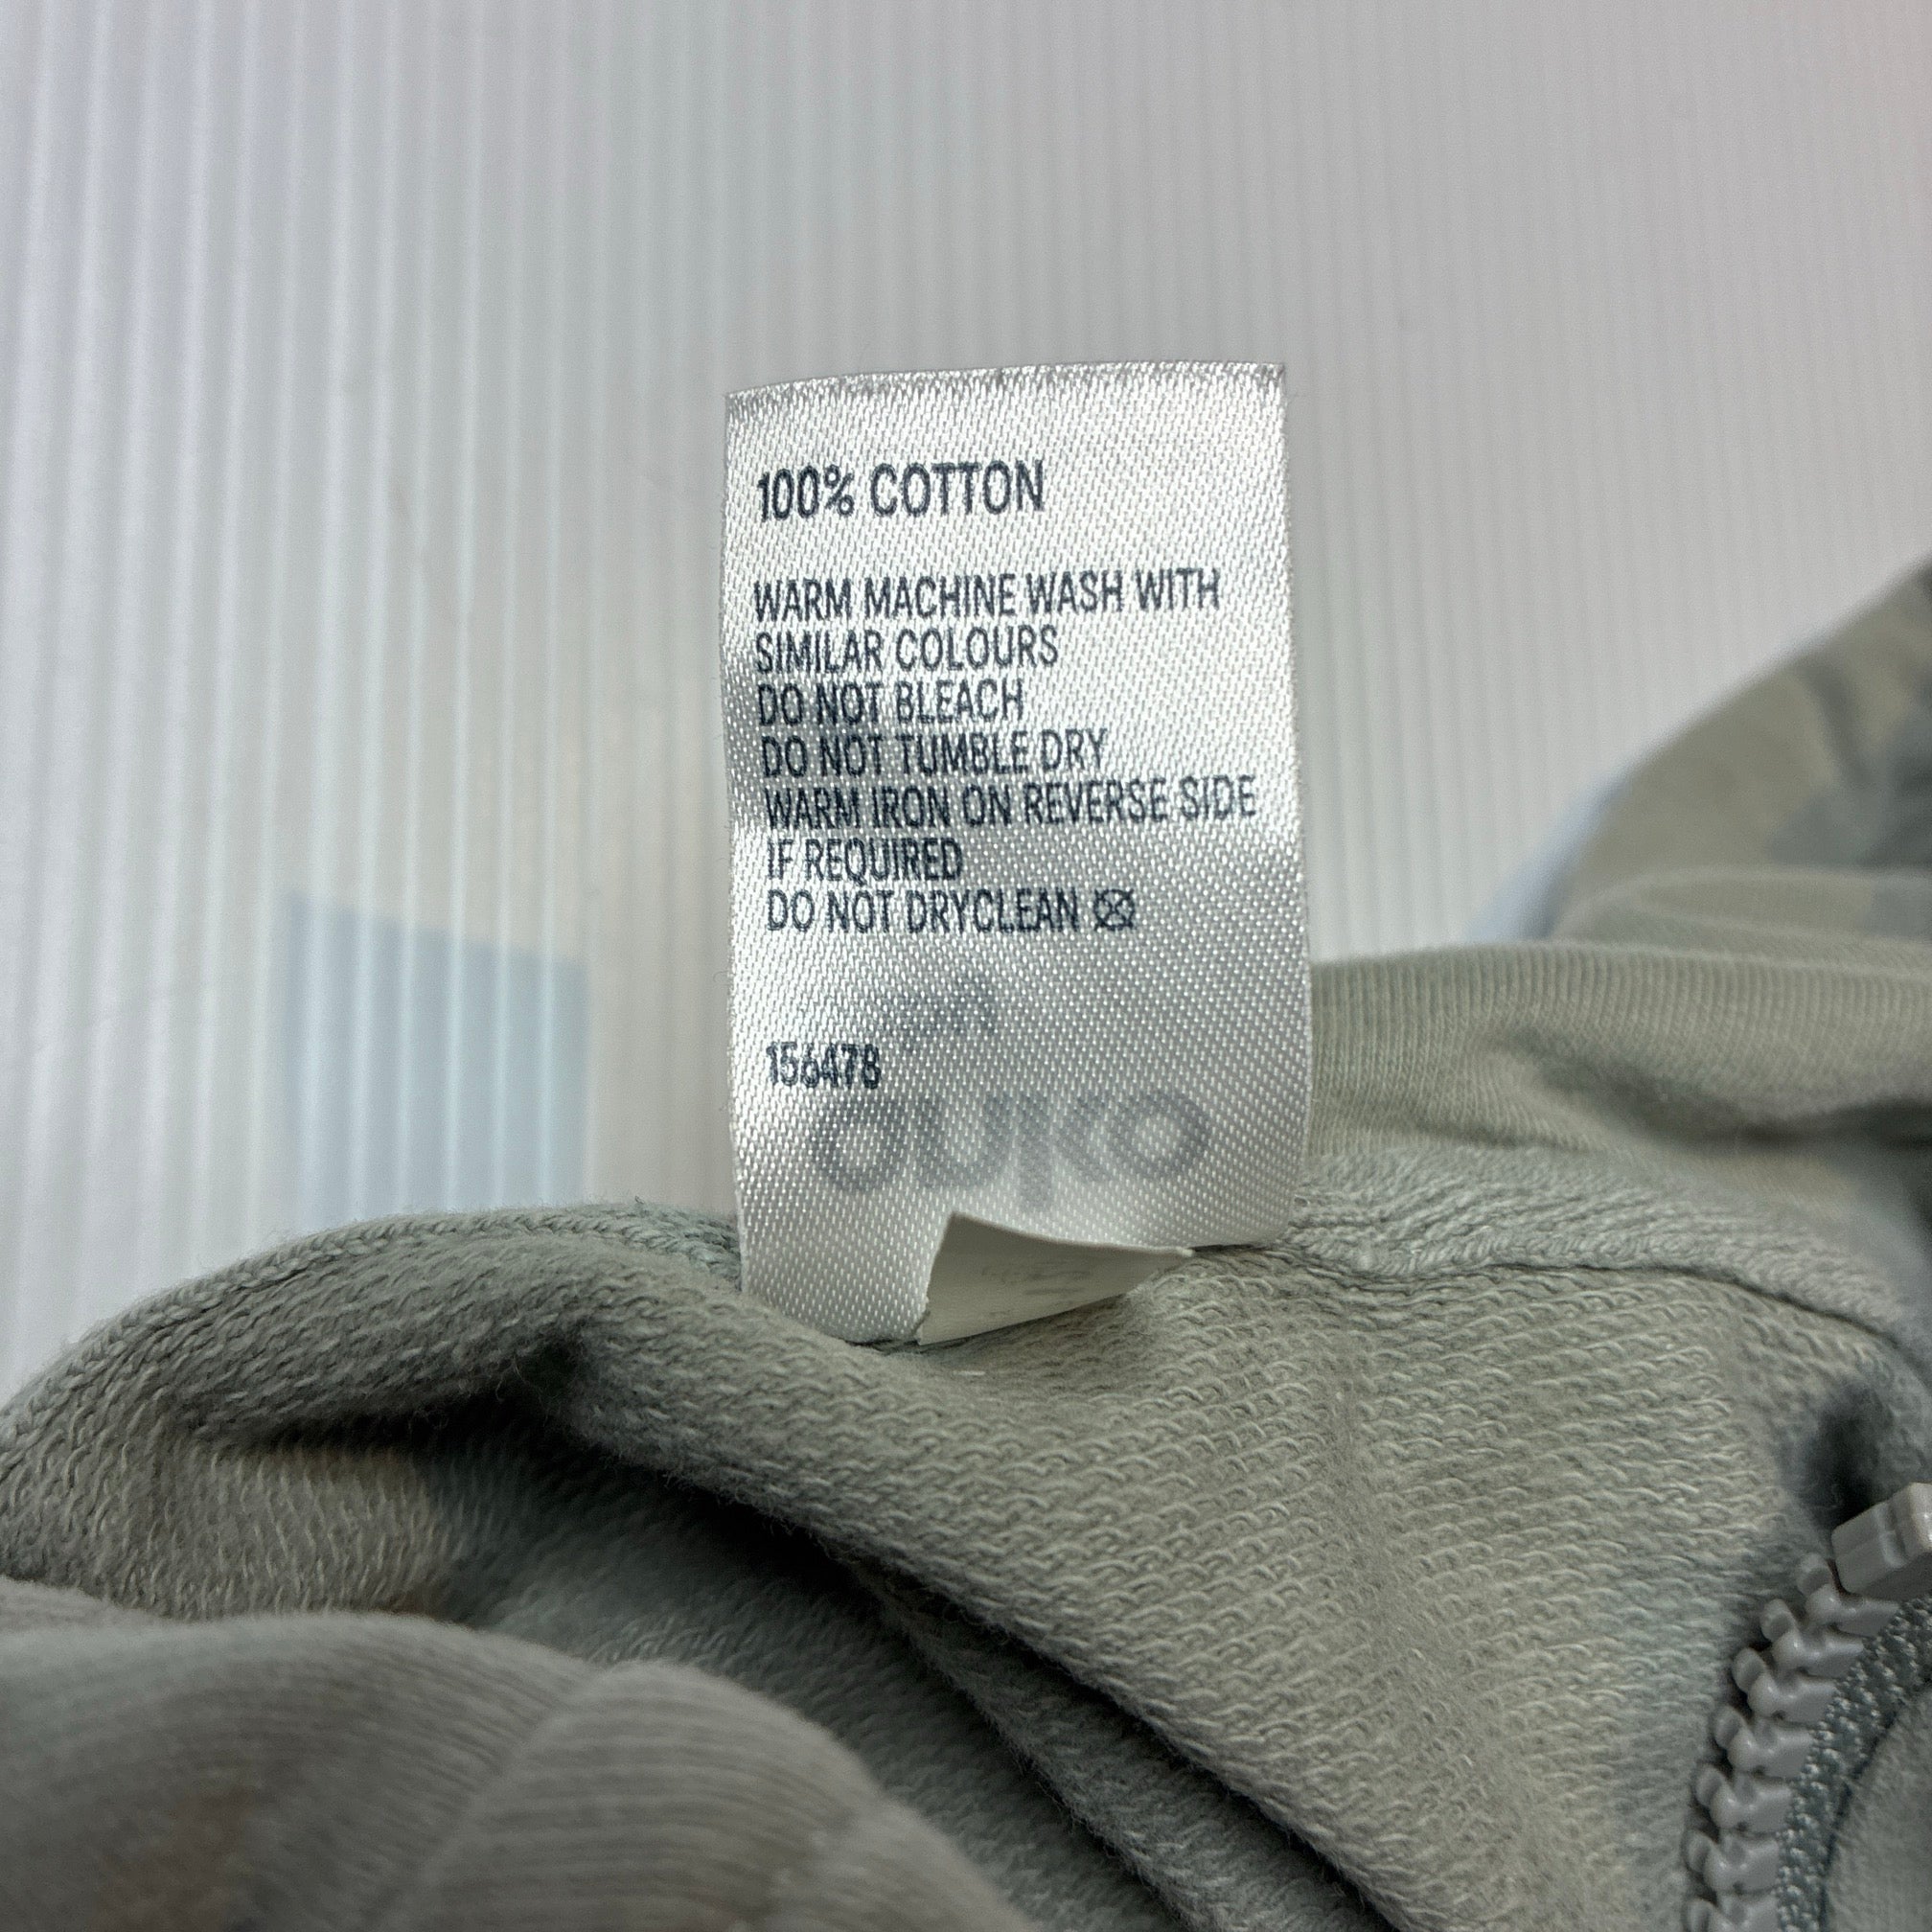 100% COTTON
WARM MACHINE WASH WITH
SIMILAR COLOURS
DO NOT BLEACH
DO NOT TUMBLE DRY
WARM IRON ON REVERSE SIDE
IF REQUIRED
DO NOT DRYCLEAN
156478